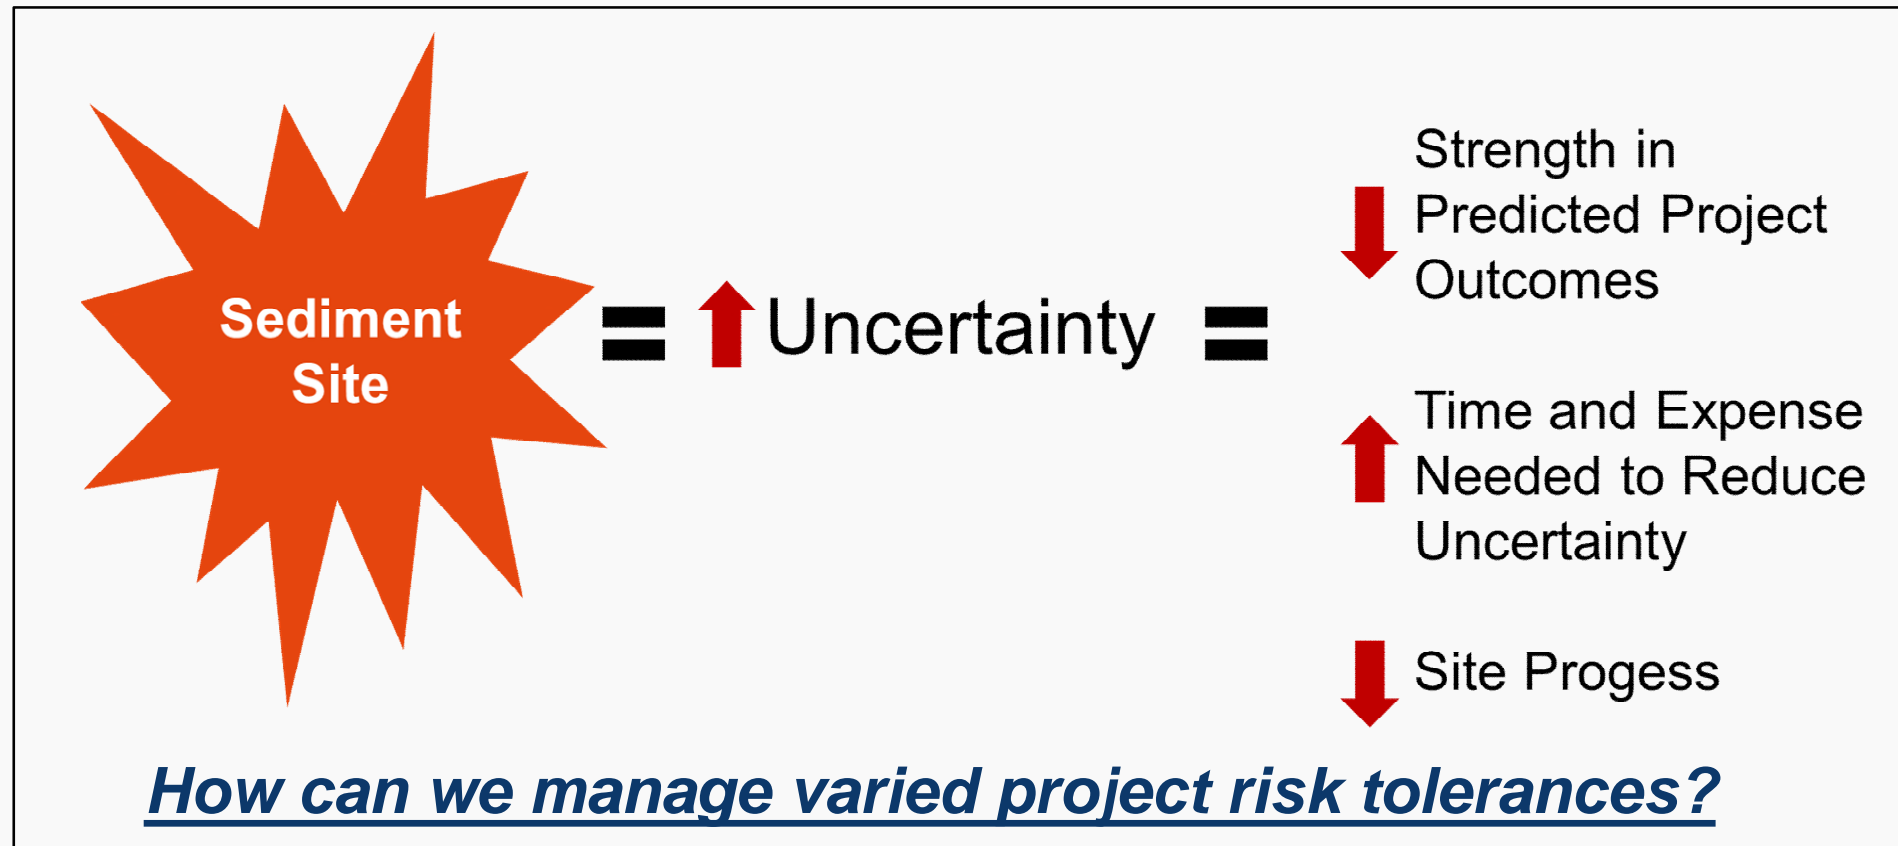 Sediment
Site
= Uncertainty =
Strength in
Predicted Project
Outcomes
Time and Expense
Needed to Reduce
Uncertainty
Site Progess
How can we manage varied project risk tolerances?